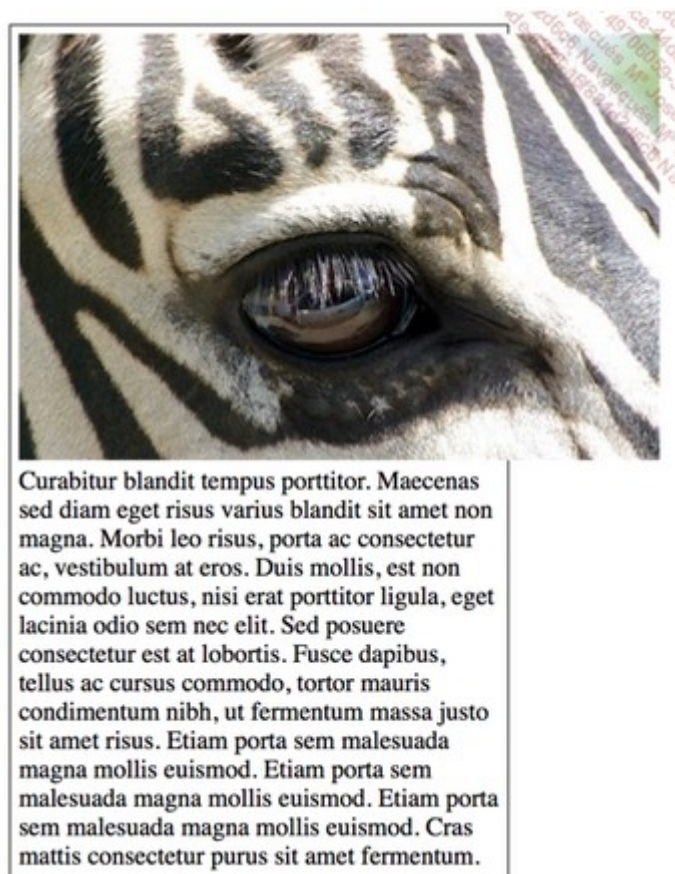 Curabitur blandit tempus porttitor. Maecenas
sed diam eget risus varius blandit sit amet non
magna. Morbi leo risus, porta ac consectetur
ac, vestibulum at eros. Duis mollis, est non
commodo luctus, nisi erat porttitor ligula, eget
lacinia odio sem nec elit. Sed posuere
consectetur est at lobortis. Fusce dapibus,
tellus ac cursus commodo, tortor mauris
condimentum nibh, ut fermentum massa justo
sit amet risus. Etiam porta sem malesuada
magna mollis euismod. Etiam porta sem
malesuada magna mollis euismod. Etiam porta
sem malesuada magna mollis euismod. Cras
mattis consectetur purus sit amet fermentum.